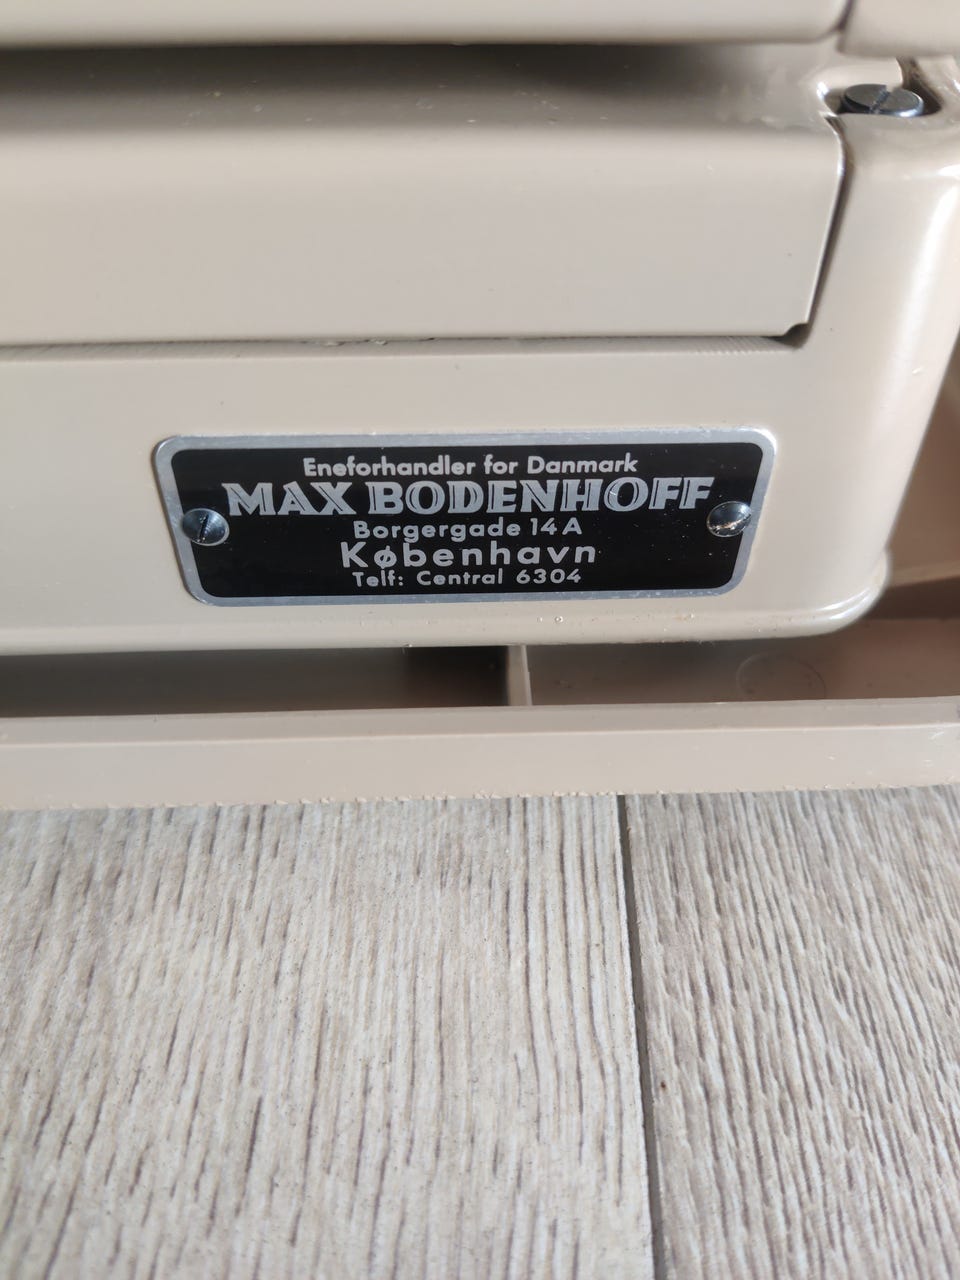 Eneforhandler for Danmark
MAX BODENHOFF
Borgergade 14A
København
Telf: Central 6304